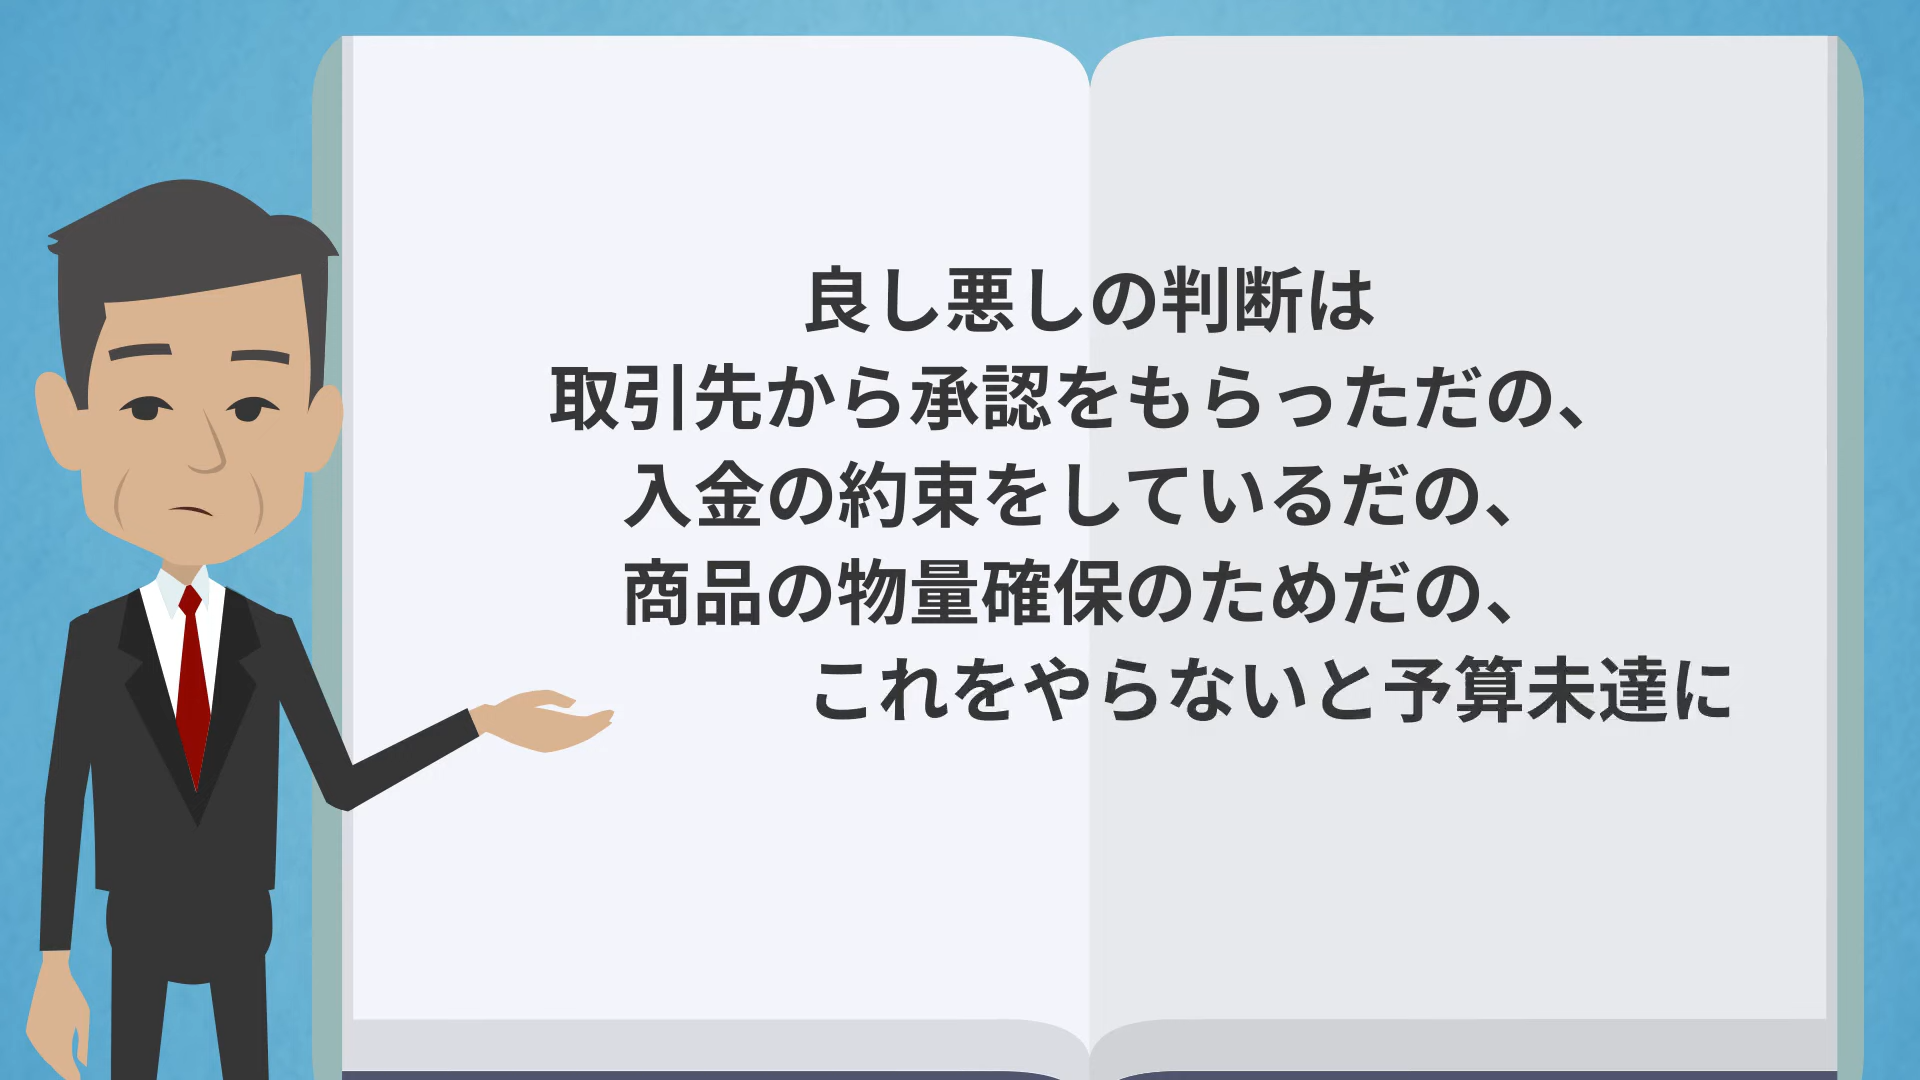 良し悪しの判断は
取引先から承認をもらっただの、
入金の約束をしているだの、
商品の物量確保のためだの、
これをやらないと予算未達に